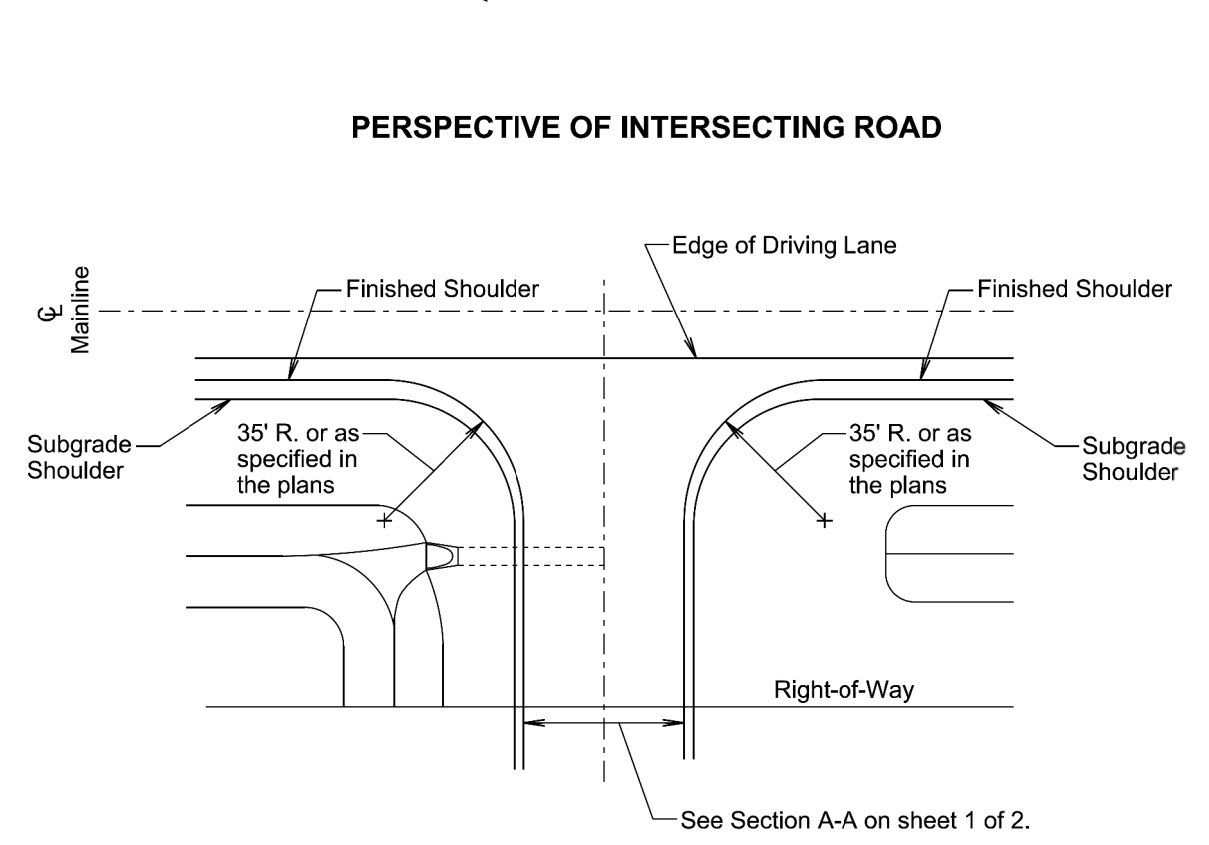 PERSPECTIVE OF INTERSECTING ROAD
Edge of Driving Lane
Finished Shoulder
Finished Shoulder
℄
Mainline
35' R. or as
specified in
the plans
35' R. or as
specified in
the plans
Subgrade
Shoulder
Subgrade
Shoulder
Right-of-Way
See Section A-A on sheet 1 of 2.